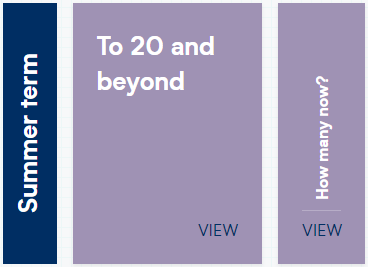 Summer term
To 20 and
beyond
VIEW
How many now?
VIEW